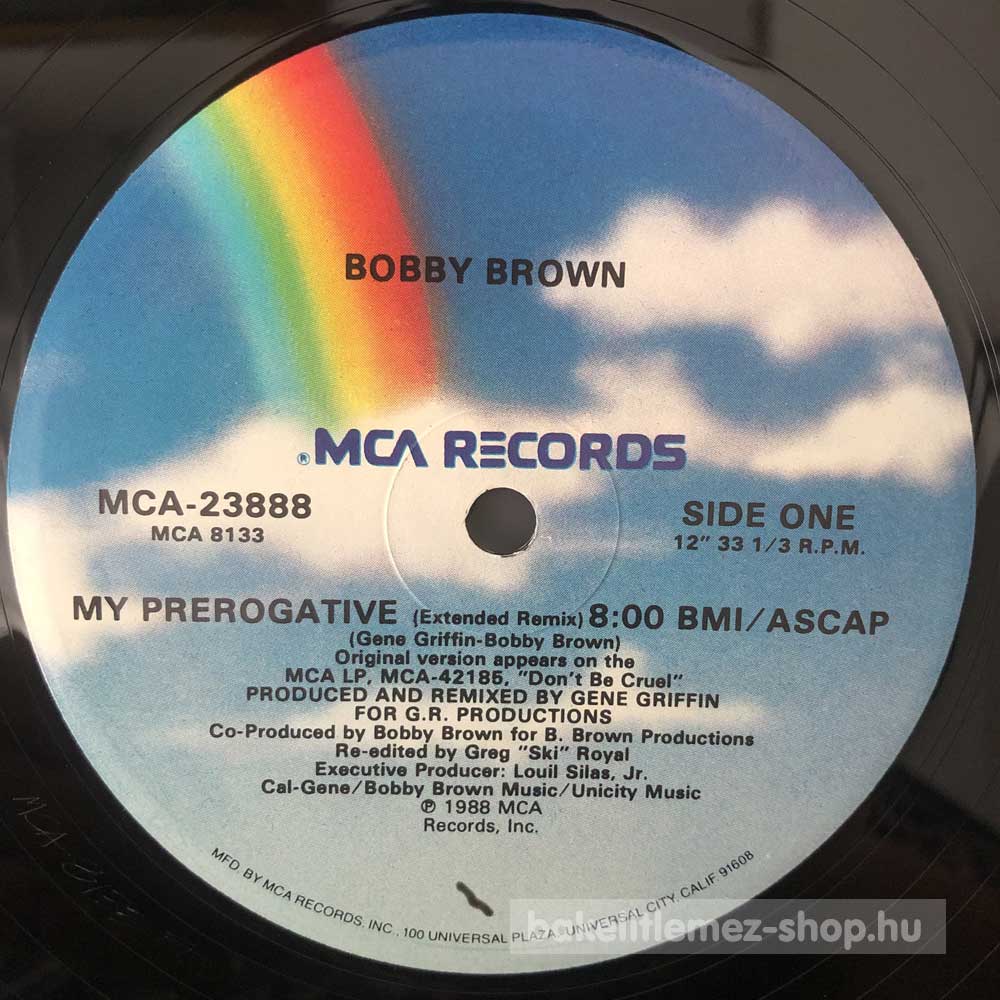 BOBBY BROWN
® MCA RECORDS
MCA-23888
MCA 8133
SIDE ONE
12" 33 1/3 R.P.M.
MY PREROGATIVE (Extended Remix) 8:00 BMI/ASCAP
(Gene Griffin-Bobby Brown)
Original version appears on the
MCA LP, MCA-42185, "Don't Be Cruel"
PRODUCED AND REMIXED BY GENE GRIFFIN
FOR G.R. PRODUCTIONS
Co-Produced by Bobby Brown for B. Brown Productions
Re-edited by Greg "Ski" Royal
Executive Producer: Louil Silas, Jr.
Cal-Gene/Bobby Brown Music/Unicity Music
℗ 1988 MCA
Records, Inc.
MFD. BY MCA RECORDS, INC., 100 UNIVERSAL PLAZA, UNIVERSAL CITY, CALIF. 91608
bakelitlemez-shop.hu